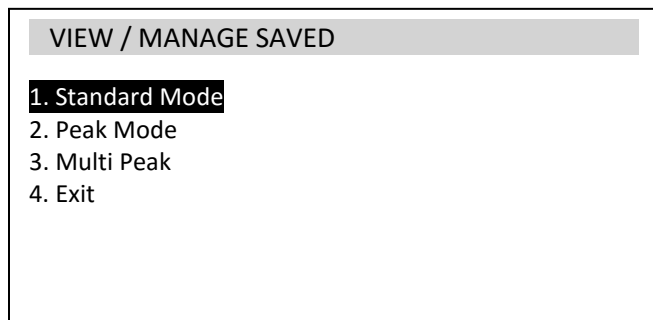 VIEW / MANAGE SAVED
1. Standard Mode
2. Peak Mode
3. Multi Peak
4. Exit